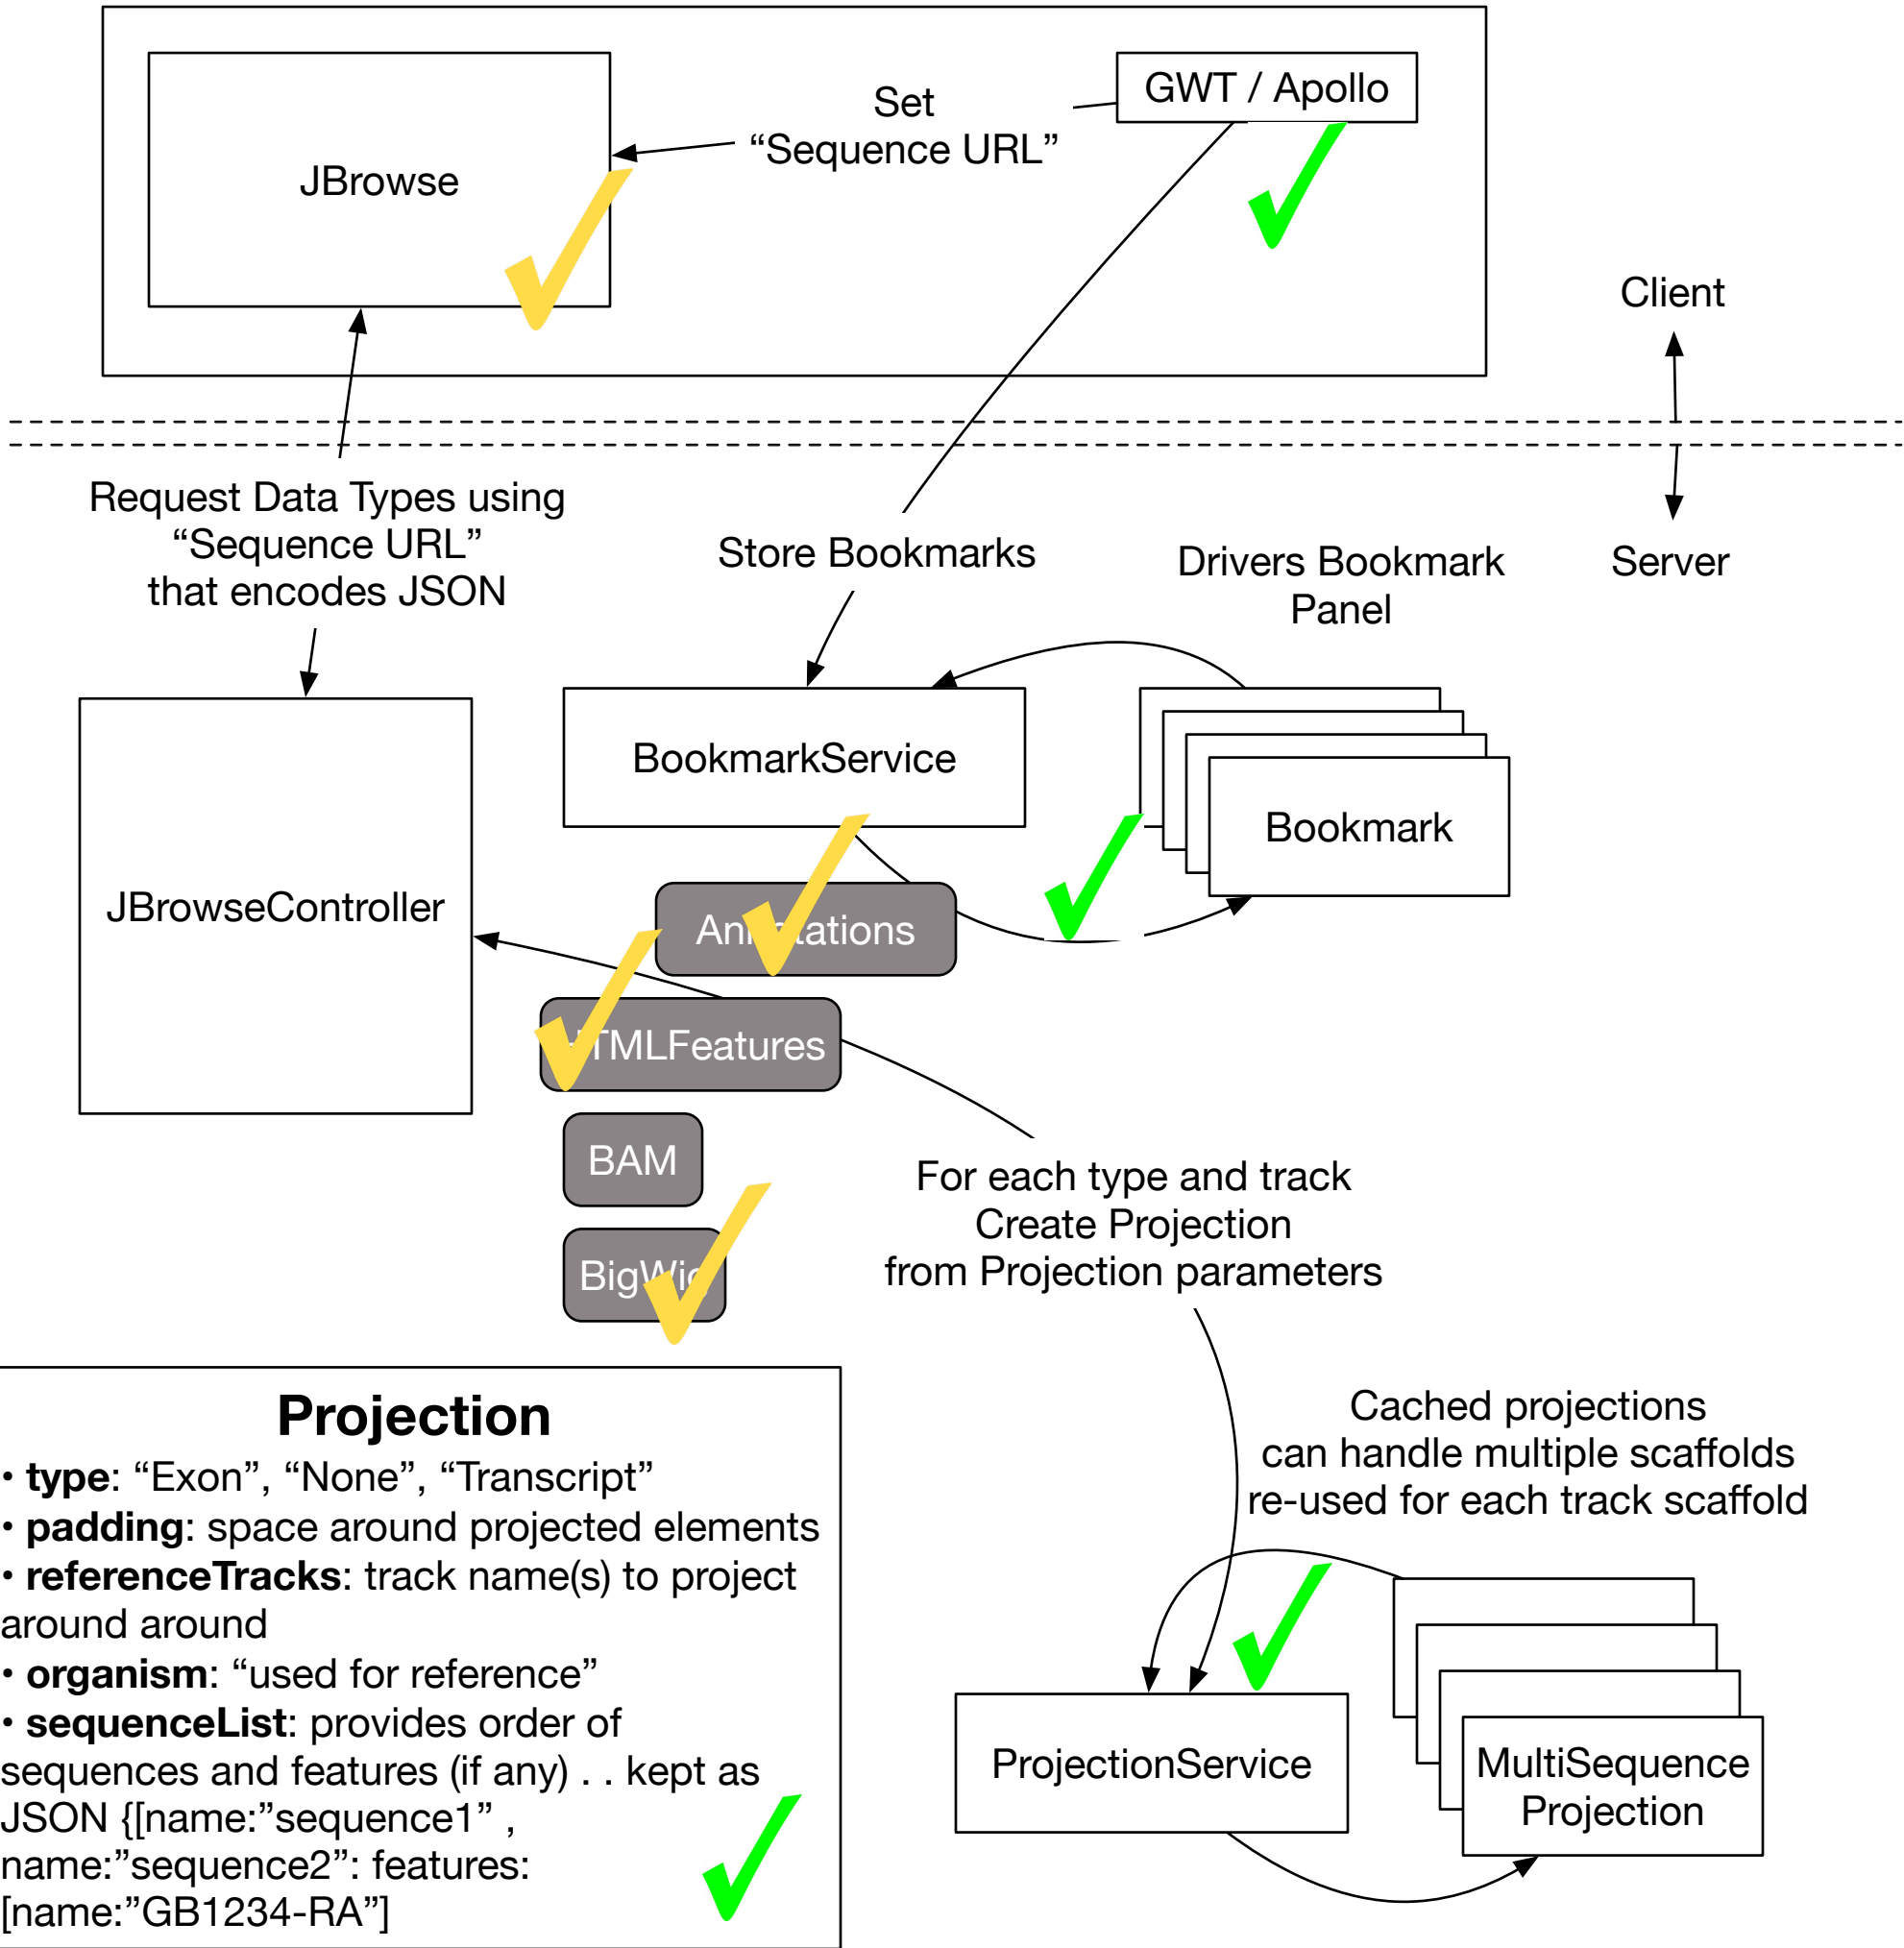 GWT / Apollo
Set
“Sequence URL”
JBrowse
Client
Request Data Types using
“Sequence URL”
that encodes JSON
Store Bookmarks
Drivers Bookmark
Panel
Server
BookmarkService
Bookmark
JBrowseController
Annotations
HTMLFeatures
BAM
BigWig
For each type and track
Create Projection
from Projection parameters
Projection
• type: “Exon”, “None”, “Transcript”
• padding: space around projected elements
• referenceTracks: track name(s) to project
around around
• organism: “used for reference”
• sequenceList: provides order of
sequences and features (if any) . . kept as
JSON {[name:”sequence1” ,
name:”sequence2”: features:
[name:”GB1234-RA”]
Cached projections
can handle multiple scaffolds
re-used for each track scaffold
ProjectionService
MultiSequence
Projection